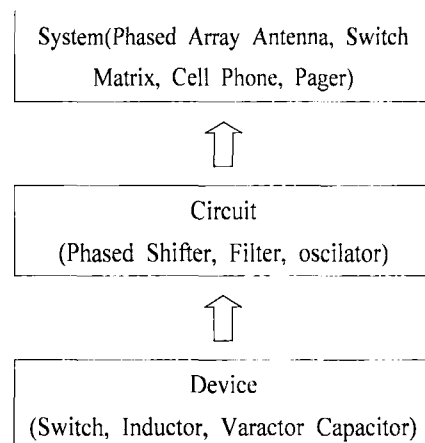 System(Phased Array Antenna, Switch
Matrix, Cell Phone, Pager)
Circuit
(Phased Shifter, Filter, oscilator)
Device
(Switch, Inductor, Varactor Capacitor)